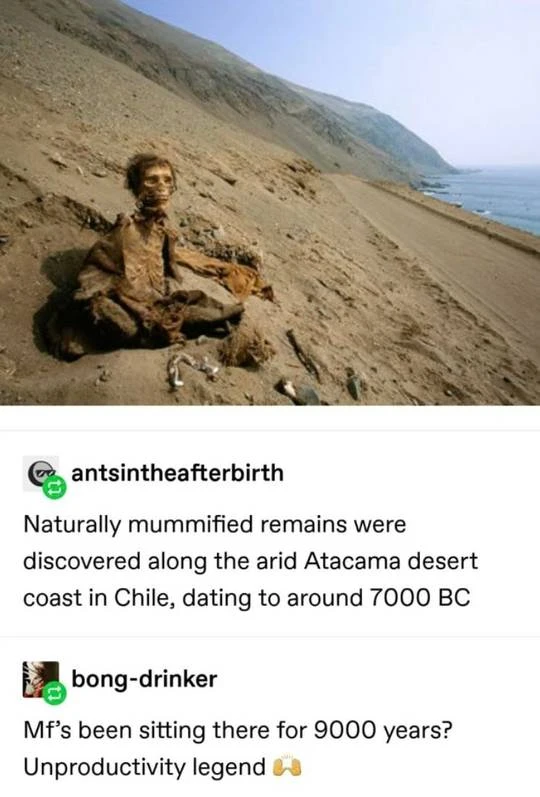 antsintheafterbirth
Naturally mummified remains were
discovered along the arid Atacama desert
coast in Chile, dating to around 7000 BC
bong-drinker
Mf's been sitting there for 9000 years?
Unproductivity legend 🙌